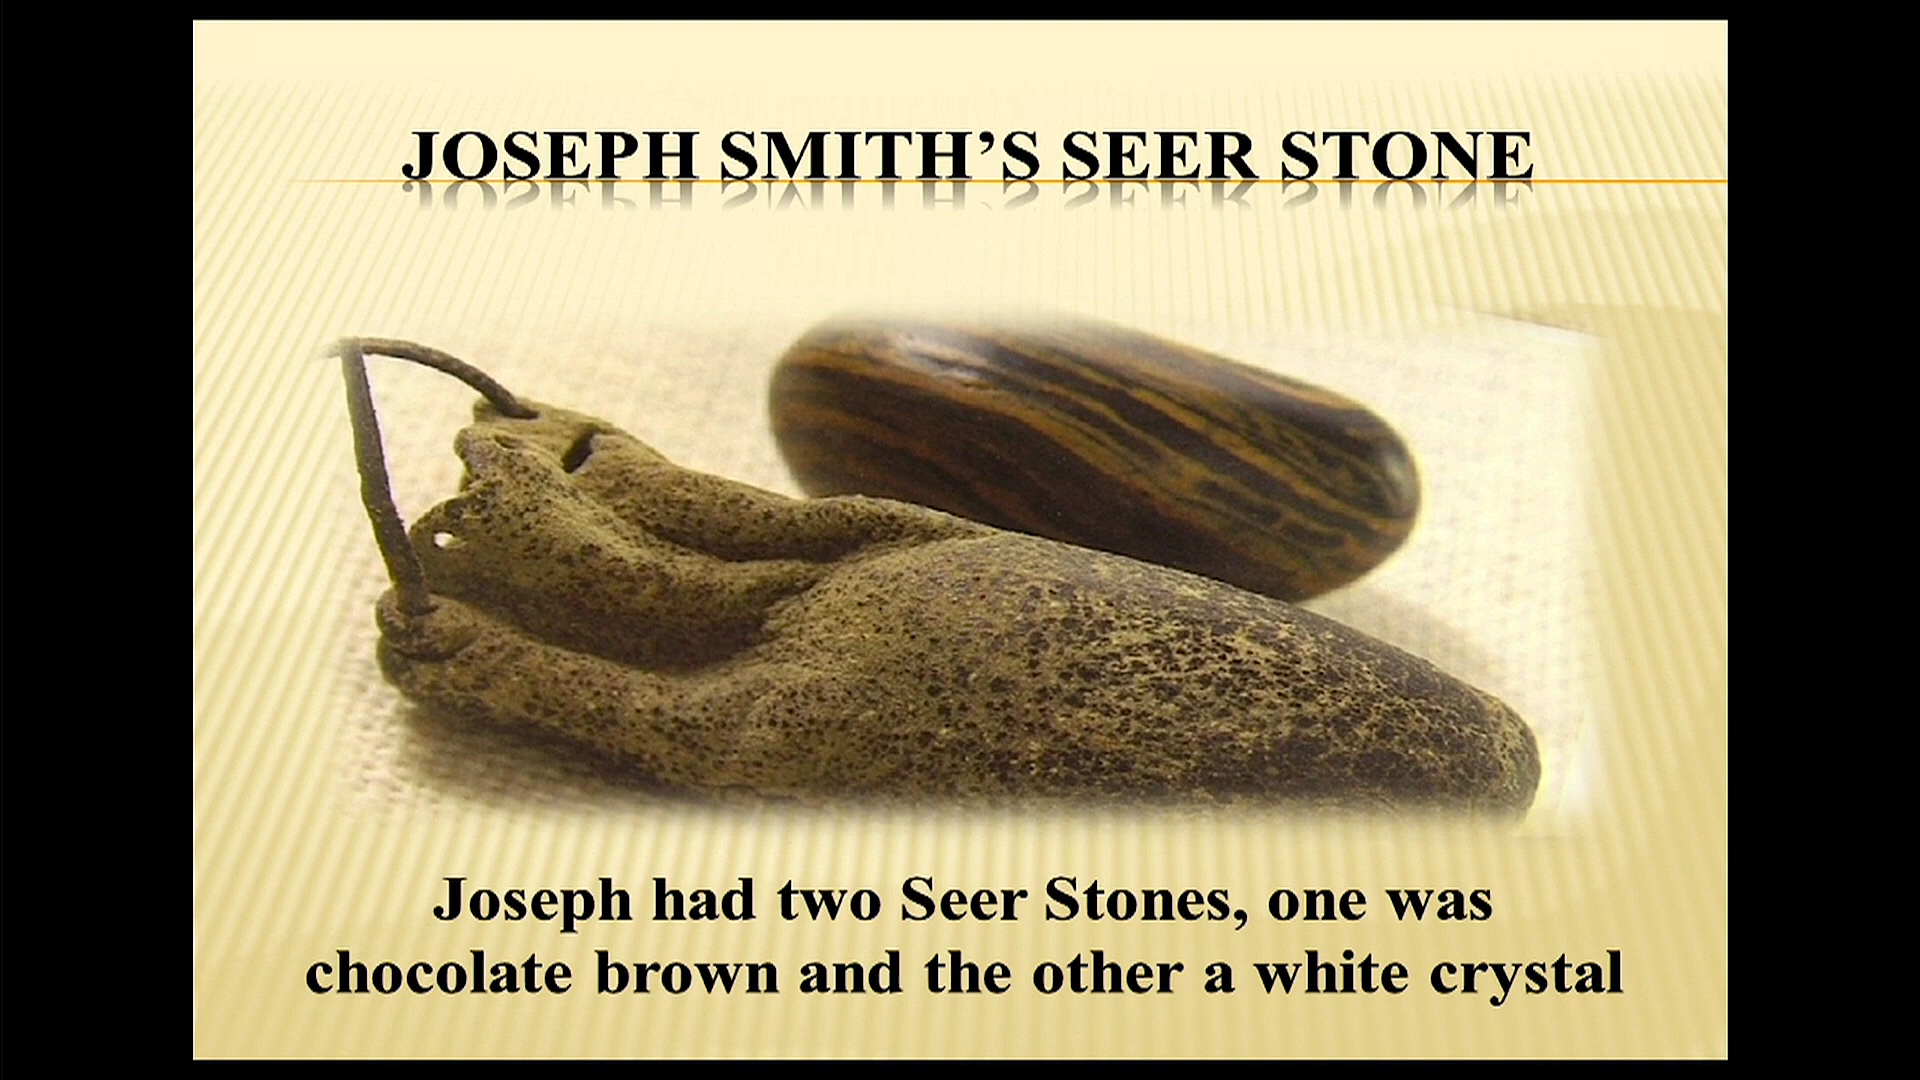 JOSEPH SMITH’S SEER STONE
Joseph had two Seer Stones, one was
chocolate brown and the other a white crystal